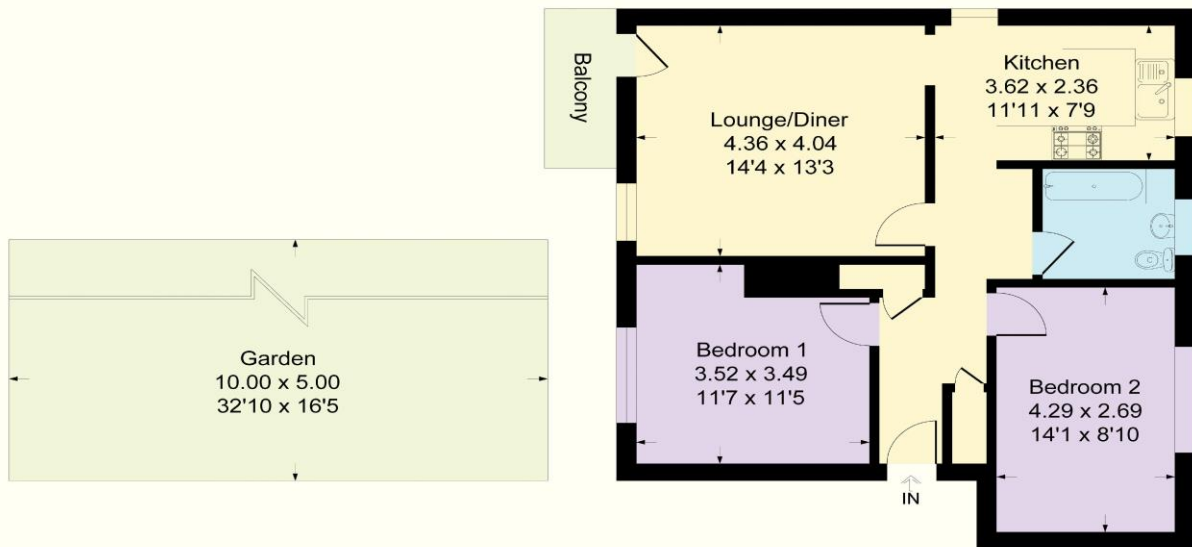 Balcony
Lounge/Diner
4.36 x 4.04
14'4 x 13'3
Kitchen
3.62 x 2.36
11'11 x 7'9
Garden
10.00 x 5.00
32'10 x 16'5
Bedroom 1
3.52 x 3.49
11'7 x 11'5
Bedroom 2
4.29 x 2.69
14'1 x 8'10
IN